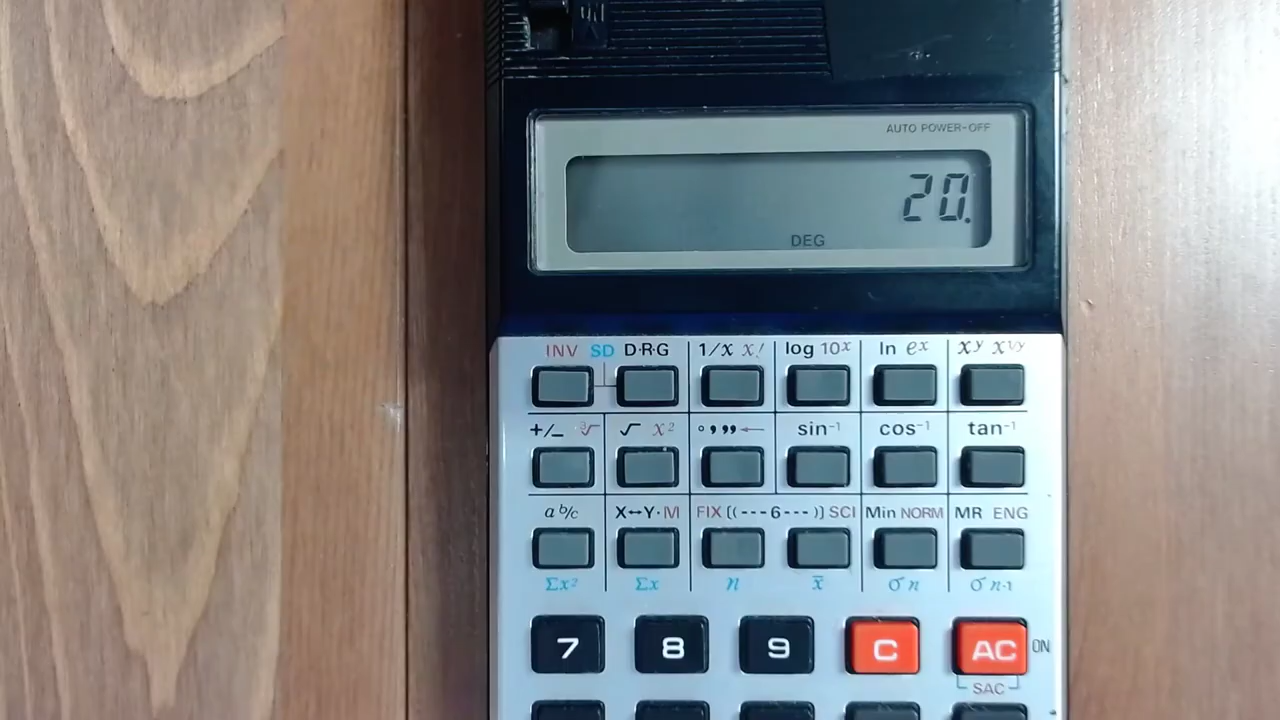 AUTO POWER-OFF
20.
DEG
INV SD D·R·G 1/x x! log 10ˣ ln eˣ xʸ x¹ᐟʸ
+/− ³√ √ x² ° , ,, ← sin⁻¹ cos⁻¹ tan⁻¹
a b/c X↔Y·M FIX [(---6---)] SCI Min NORM MR ENG
Σx² Σx n x̄ σn σn-1
7 8 9 C AC ON
SAC